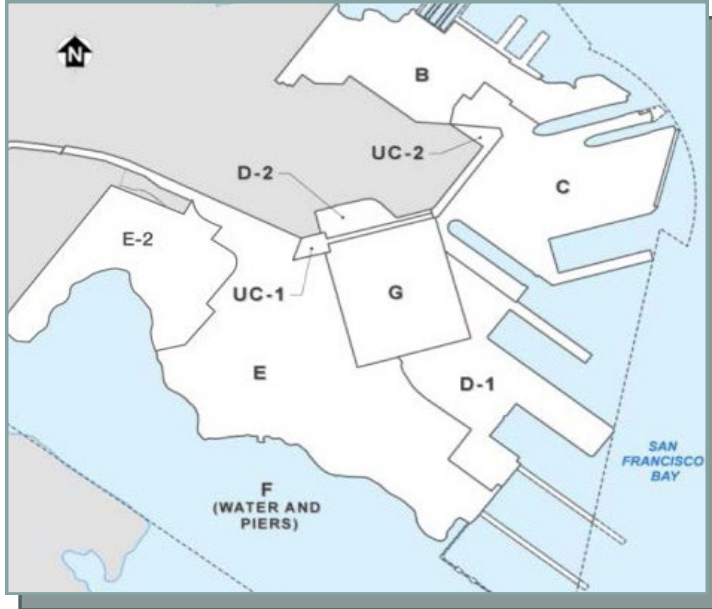 N
B
UC-2
D-2
C
E-2
UC-1
G
E
D-1
SAN
FRANCISCO
BAY
F
(WATER AND
PIERS)